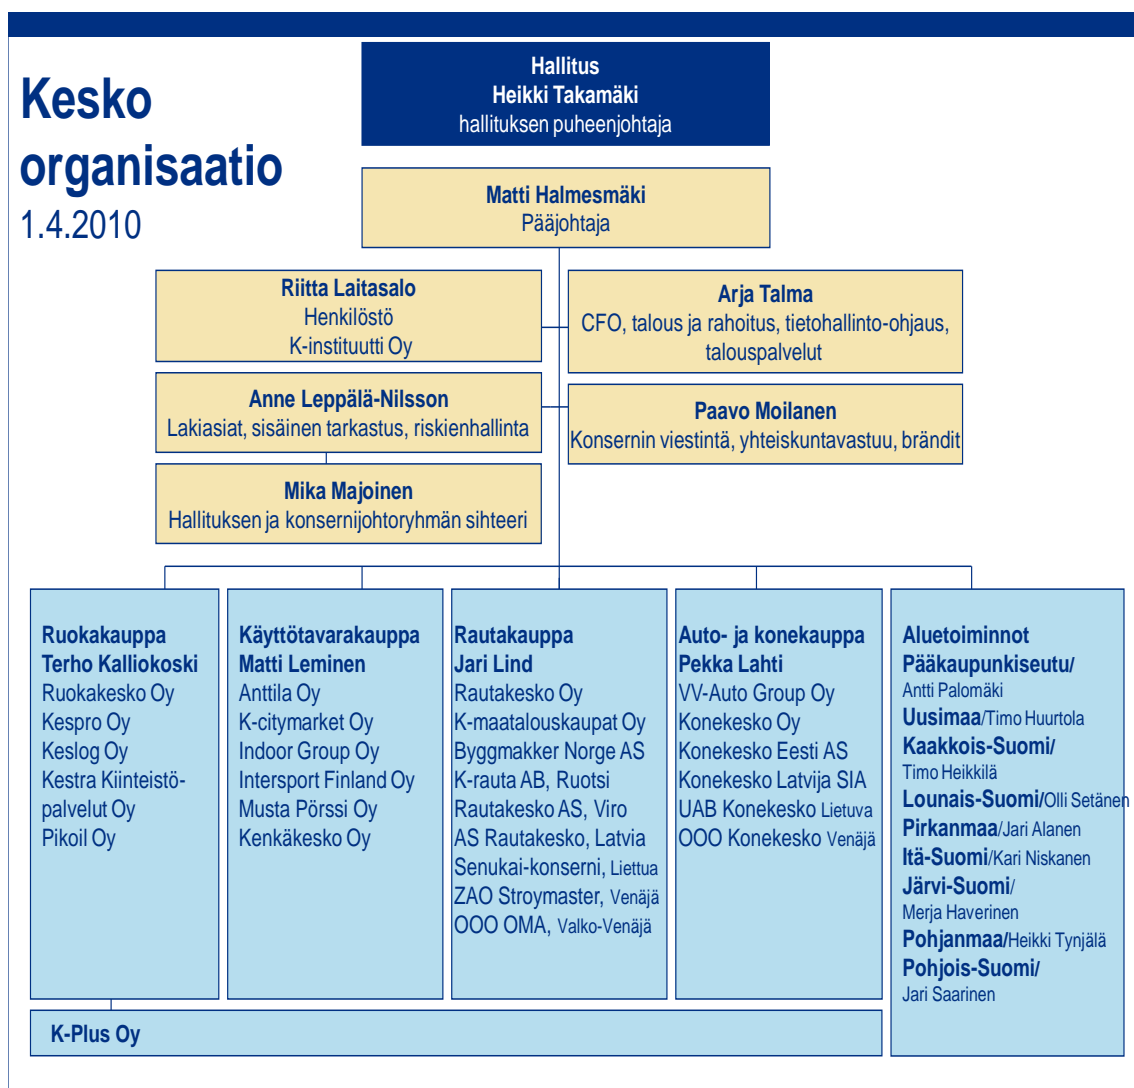 Kesko
organisaatio
1.4.2010
Hallitus
Heikki Takamäki
hallituksen puheenjohtaja
Matti Halmesmäki
Pääjohtaja
Riitta Laitasalo
Henkilöstö
K-instituutti Oy
Arja Talma
CFO, talous ja rahoitus, tietohallinto-ohjaus,
talouspalvelut
Anne Leppälä-Nilsson
Lakiasiat, sisäinen tarkastus, riskienhallinta
Paavo Moilanen
Konsernin viestintä, yhteiskuntavastuu, brändit
Mika Majoinen
Hallituksen ja konsernijohtoryhmän sihteeri
Ruokakauppa
Terho Kalliokoski
Ruokakesko Oy
Kespro Oy
Keslog Oy
Kestra Kiinteistö-
palvelut Oy
Pikoil Oy
Käyttötavarakauppa
Matti Leminen
Anttila Oy
K-citymarket Oy
Indoor Group Oy
Intersport Finland Oy
Musta Pörssi Oy
Kenkäkesko Oy
Rautakauppa
Jari Lind
Rautakesko Oy
K-maatalouskaupat Oy
Byggmakker Norge AS
K-rauta AB, Ruotsi
Rautakesko AS, Viro
AS Rautakesko, Latvia
Senukai-konserni, Liettua
ZAO Stroymaster, Venäjä
OOO OMA, Valko-Venäjä
Auto- ja konekauppa
Pekka Lahti
VV-Auto Group Oy
Konekesko Oy
Konekesko Eesti AS
Konekesko Latvija SIA
UAB Konekesko Lietuva
OOO Konekesko Venäjä
Aluetoiminnot
Pääkaupunkiseutu/
Antti Palomäki
Uusimaa/Timo Huurtola
Kaakkois-Suomi/
Timo Heikkilä
Lounais-Suomi/Olli Setänen
Pirkanmaa/Jari Alanen
Itä-Suomi/Kari Niskanen
Järvi-Suomi/
Merja Haverinen
Pohjanmaa/Heikki Tynjälä
Pohjois-Suomi/
Jari Saarinen
K-Plus Oy